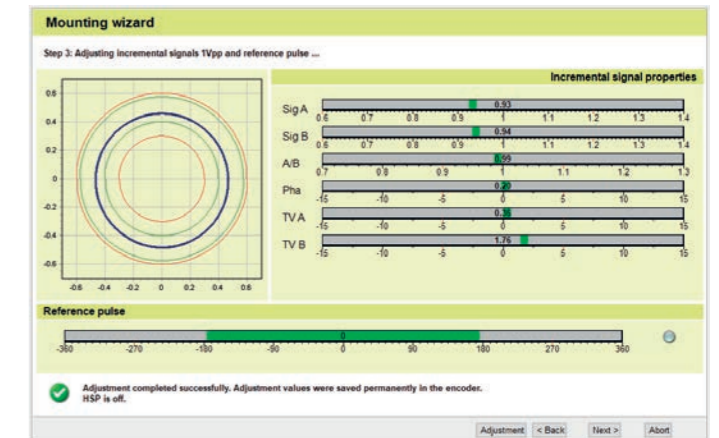 Mounting wizard
Step 3: Adjusting incremental signals 1Vpp and reference pulse ...
Incremental signal properties
0.6
0.4
0.2
0
-0.2
-0.4
-0.6
-0.6 -0.4 -0.2 0 0.2 0.4 0.6
Sig A 0.93
0.6 0.7 0.8 0.9 1 1.1 1.2 1.3 1.4
Sig B 0.94
0.6 0.7 0.8 0.9 1 1.1 1.2 1.3 1.4
A/B 0.99
0.7 0.8 0.9 1 1.1 1.2 1.3
Pha 0.20
-15 -10 -5 0 5 10 15
TV A
-15 -10 -5 0 5 10 15
TV B 1.76
-15 -10 -5 0 5 10 15
Reference pulse
0
-360 -270 -180 -90 0 90 180 270 360
Adjustment completed successfully. Adjustment values were saved permanently in the encoder.
HSP is off.
Adjustment < Back Next > Abort